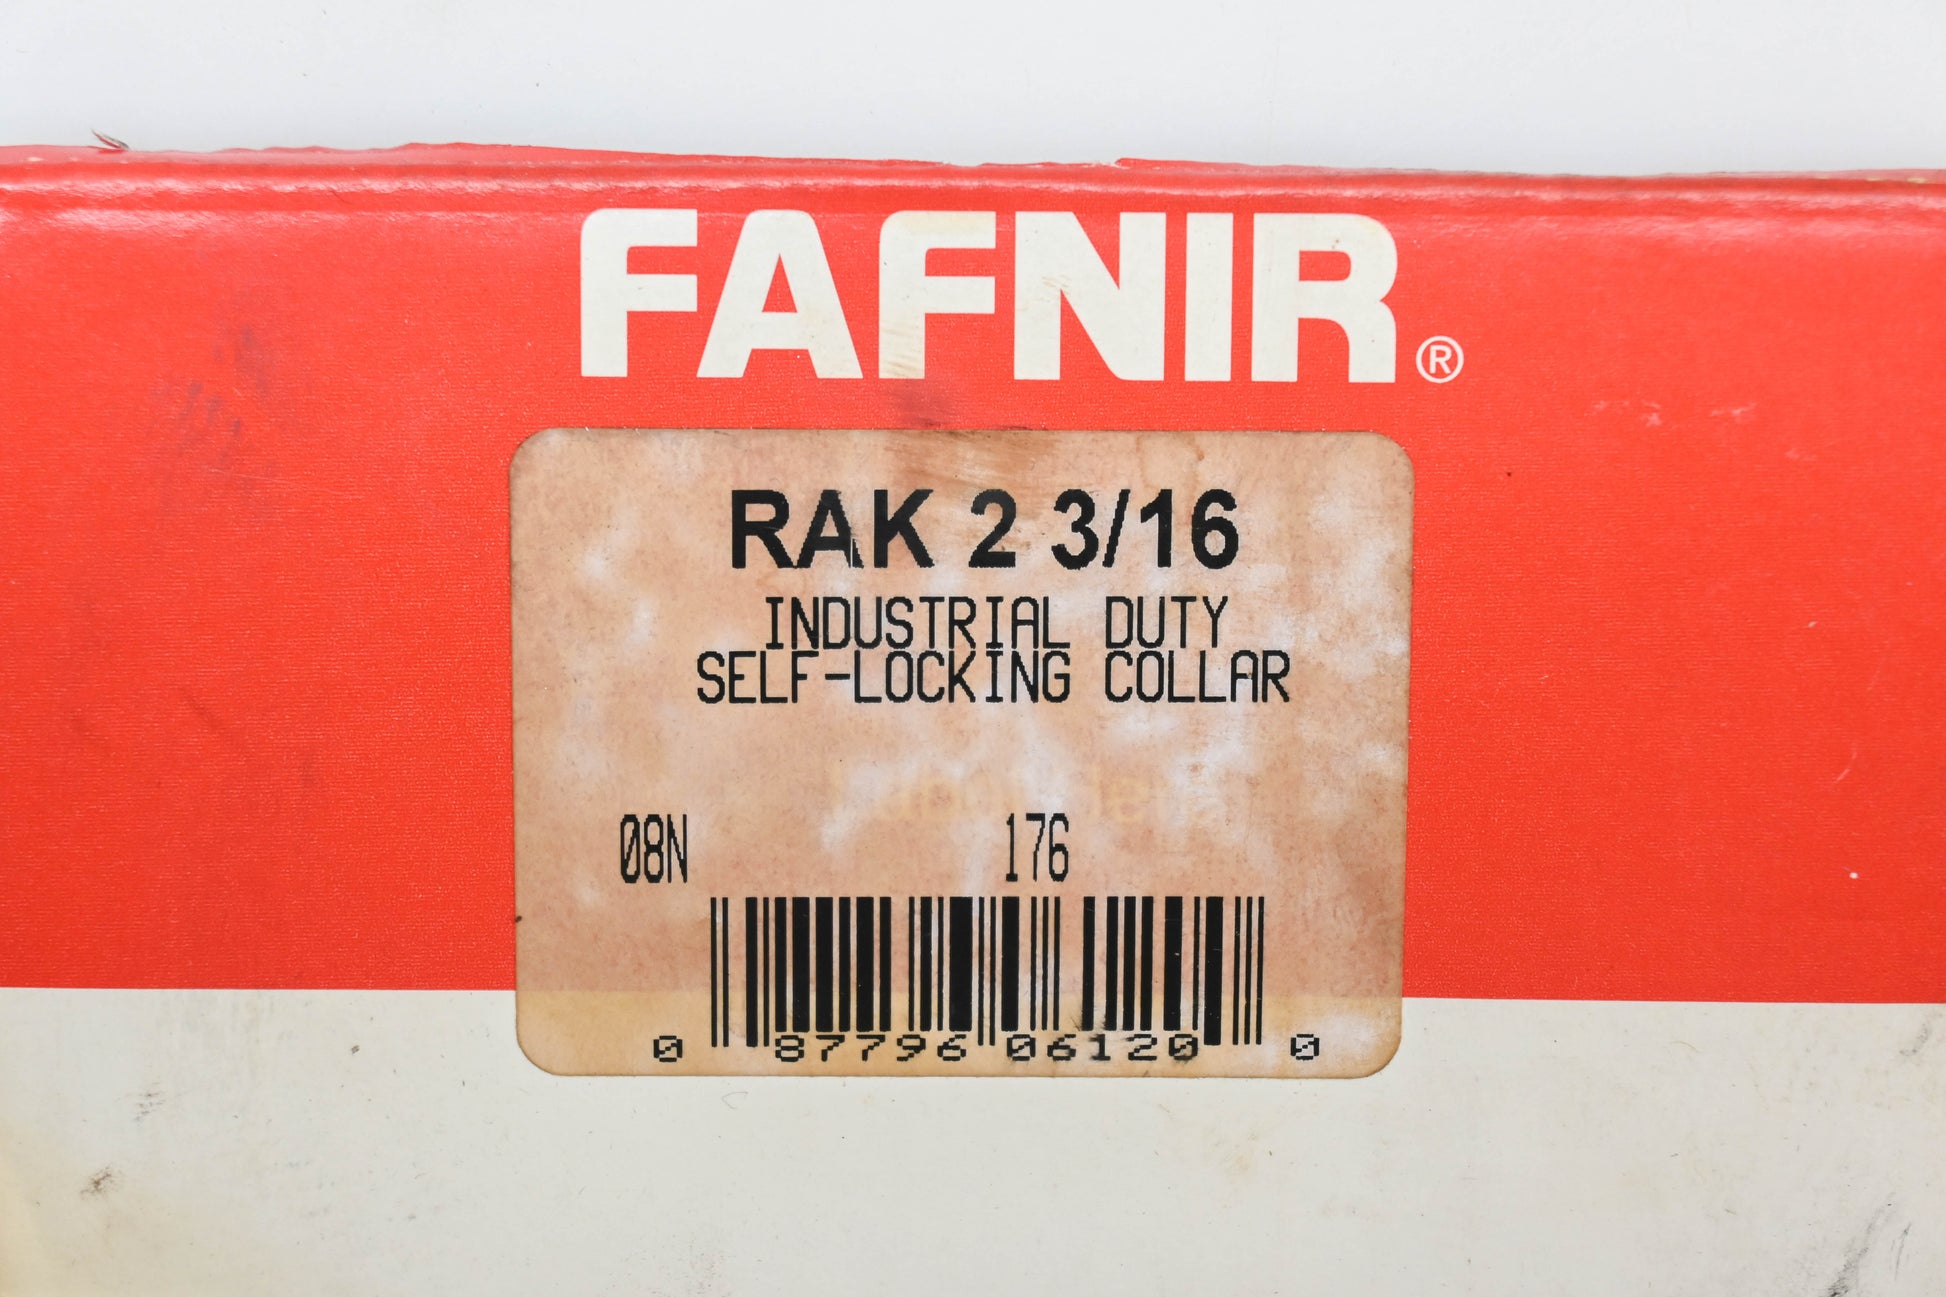 FAFNIR®
RAK 2 3/16
INDUSTRIAL DUTY
SELF-LOCKING COLLAR
08N 176
0 87796 06120 0